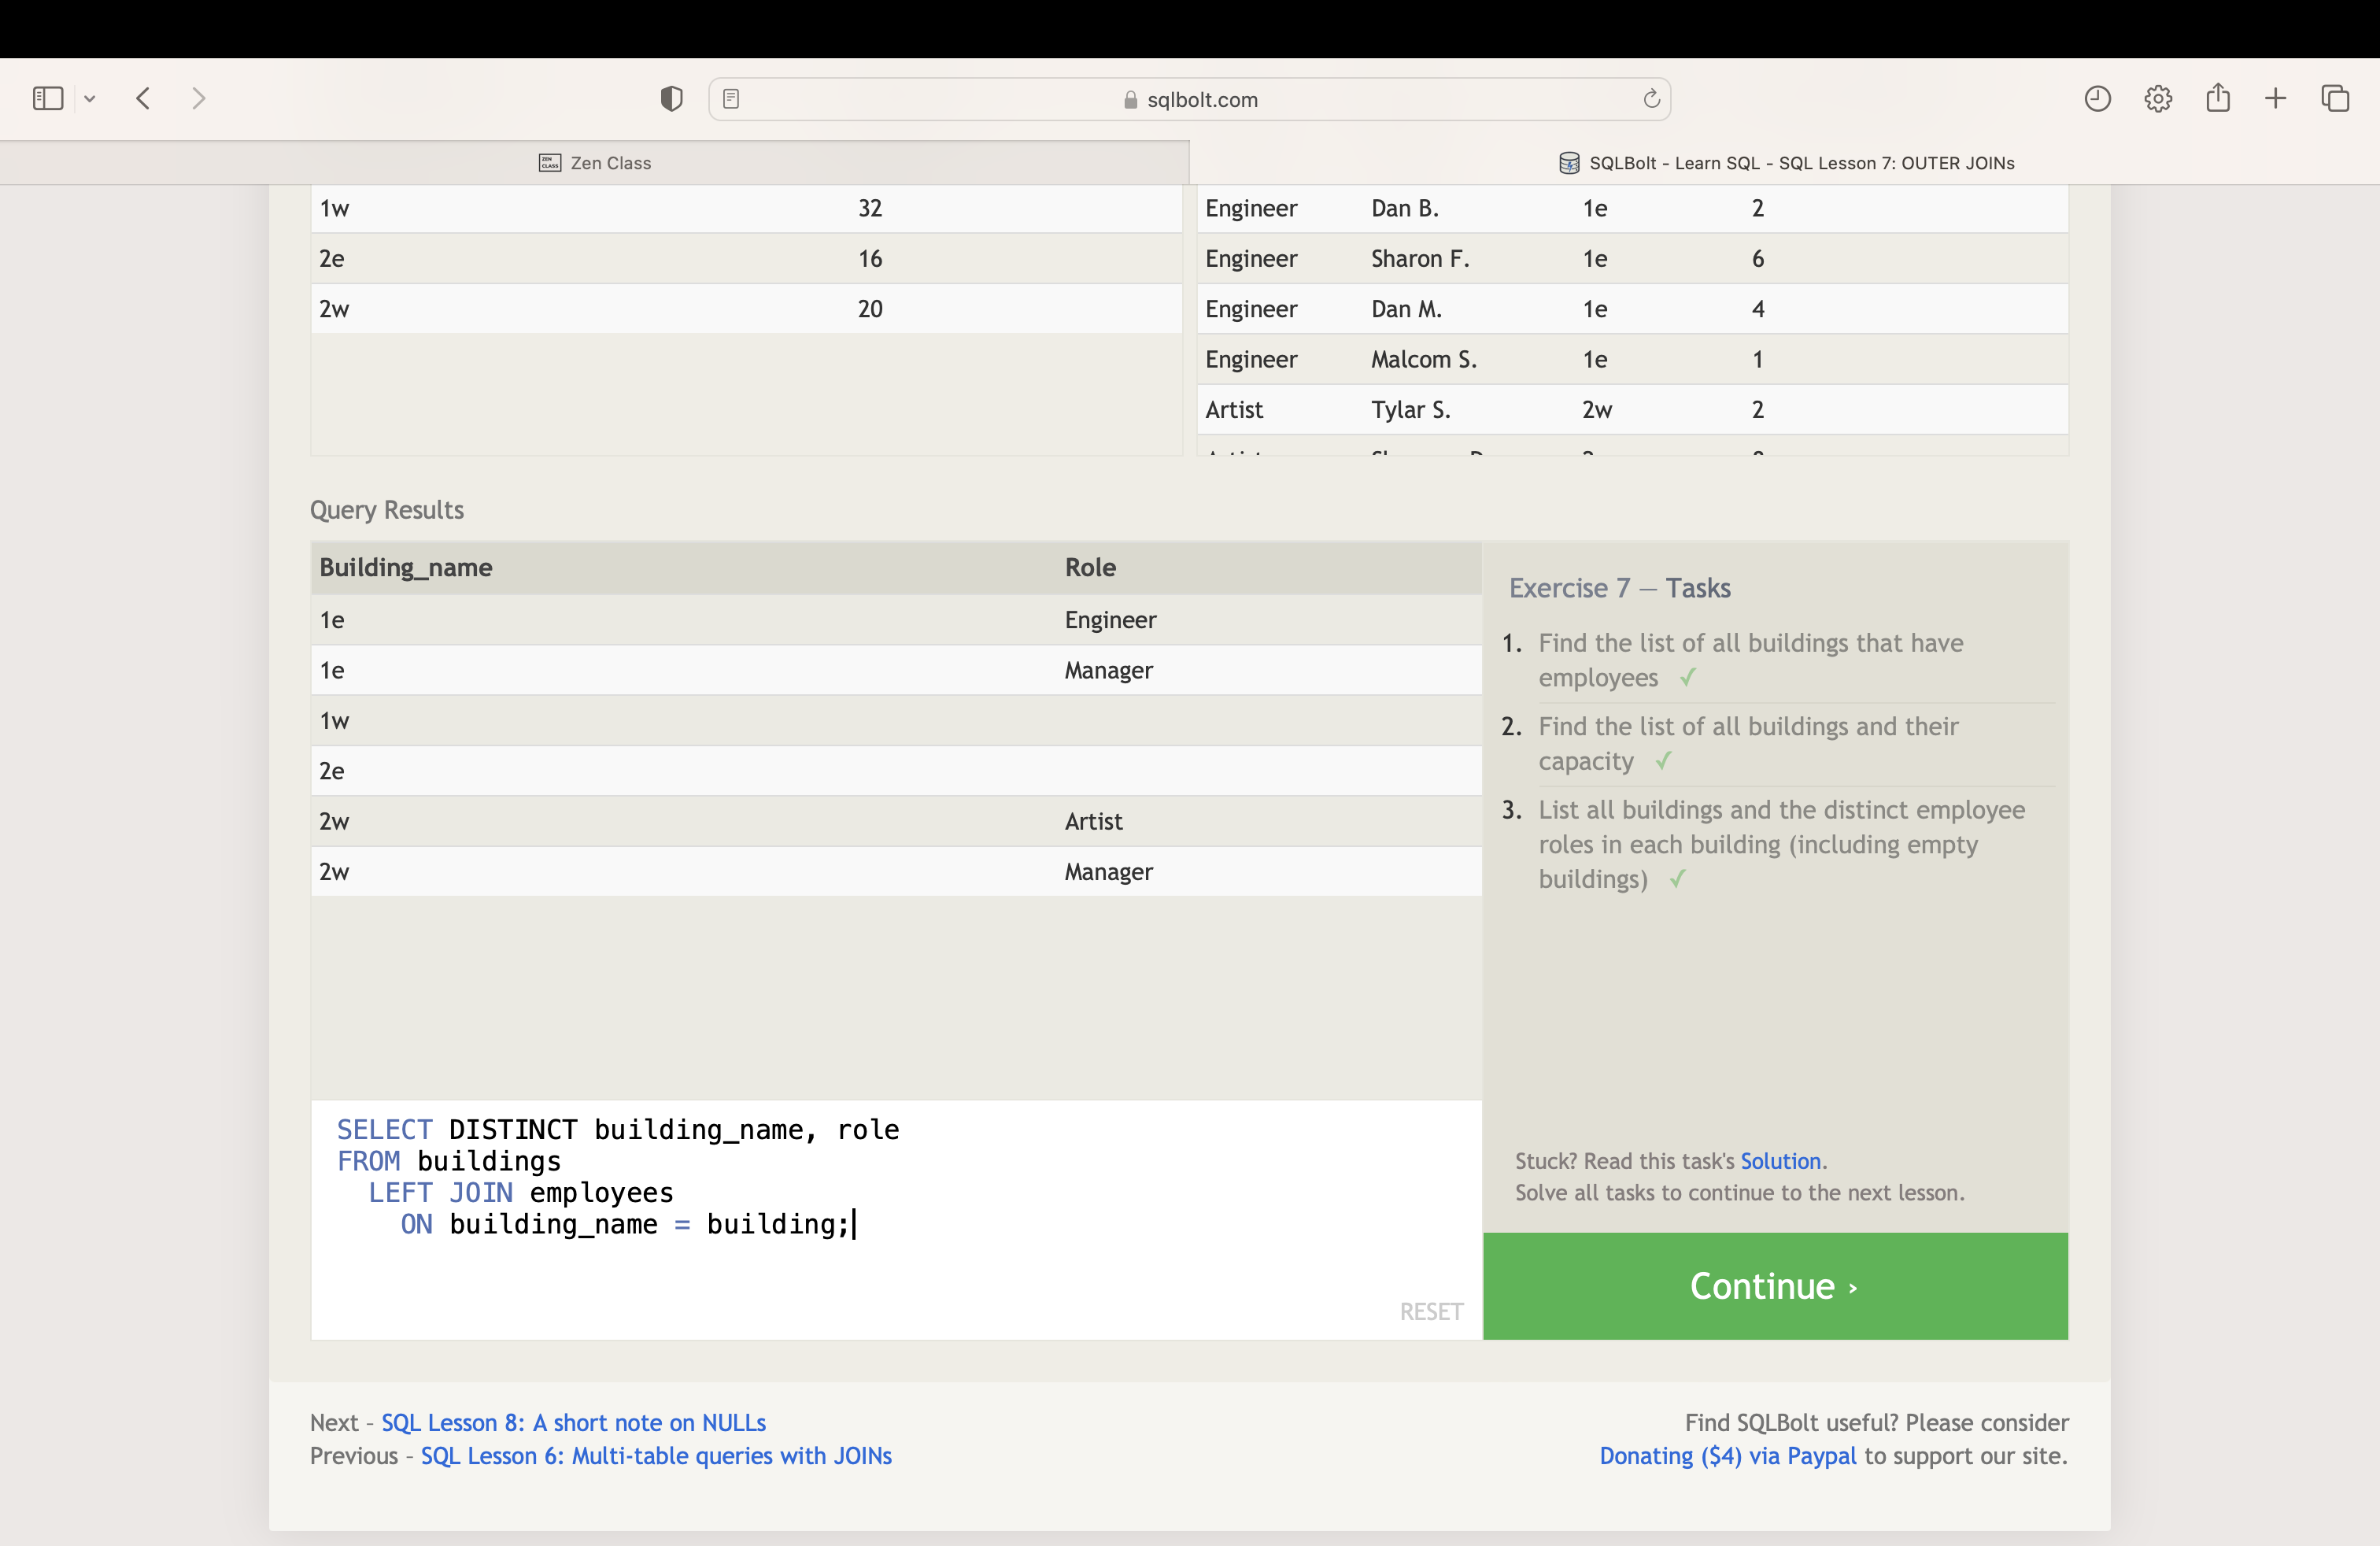 sqlbolt.com
ZEN CLASS Zen Class
SQLBolt - Learn SQL - SQL Lesson 7: OUTER JOINs
1w 32
2e 16
2w 20
Engineer Dan B. 1e 2
Engineer Sharon F. 1e 6
Engineer Dan M. 1e 4
Engineer Malcom S. 1e 1
Artist Tylar S. 2w 2
Query Results
Building_name Role
1e Engineer
1e Manager
1w
2e
2w Artist
2w Manager
Exercise 7 — Tasks
1. Find the list of all buildings that have
employees ✓
2. Find the list of all buildings and their
capacity ✓
3. List all buildings and the distinct employee
roles in each building (including empty
buildings) ✓
SELECT DISTINCT building_name, role
FROM buildings
LEFT JOIN employees
ON building_name = building;
RESET
Stuck? Read this task's Solution.
Solve all tasks to continue to the next lesson.
Continue ›
Next – SQL Lesson 8: A short note on NULLs
Previous – SQL Lesson 6: Multi-table queries with JOINs
Find SQLBolt useful? Please consider
Donating ($4) via Paypal to support our site.